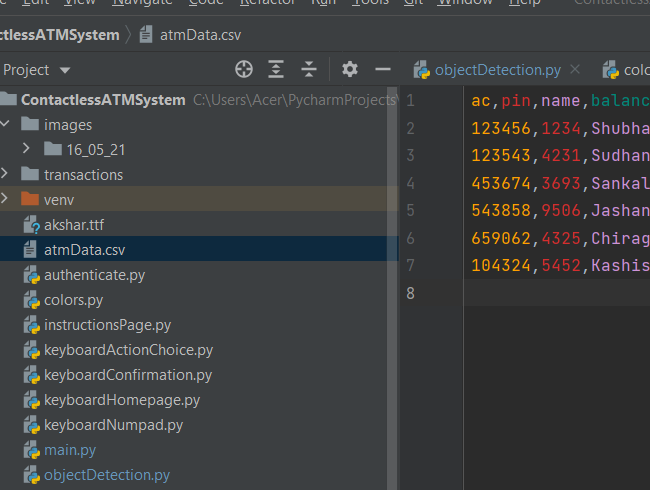 File Edit View Navigate Code Refactor Run Tools Git Window Help Contactless
ctlessATMSystem atmData.csv
Project
objectDetection.py
colo
ContactlessATMSystem C:\Users\Acer\PycharmProjects\
images
16_05_21
transactions
venv
akshar.ttf
atmData.csv
authenticate.py
colors.py
instructionsPage.py
keyboardActionChoice.py
keyboardConfirmation.py
keyboardHomepage.py
keyboardNumpad.py
main.py
objectDetection.py
1 ac,pin,name,balanc
2 123456,1234,Shubha
3 123543,4231,Sudhan
4 453674,3693,Sankal
5 543858,9506,Jashan
6 659062,4325,Chirag
7 104324,5452,Kashis
8